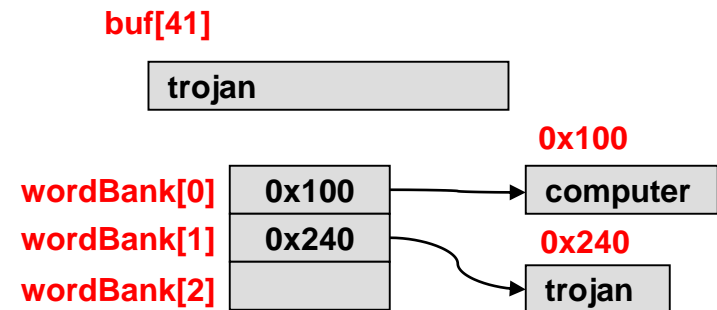 buf[41]
trojan
0x100
wordBank[0] 0x100 computer
wordBank[1] 0x240 0x240
wordBank[2] trojan